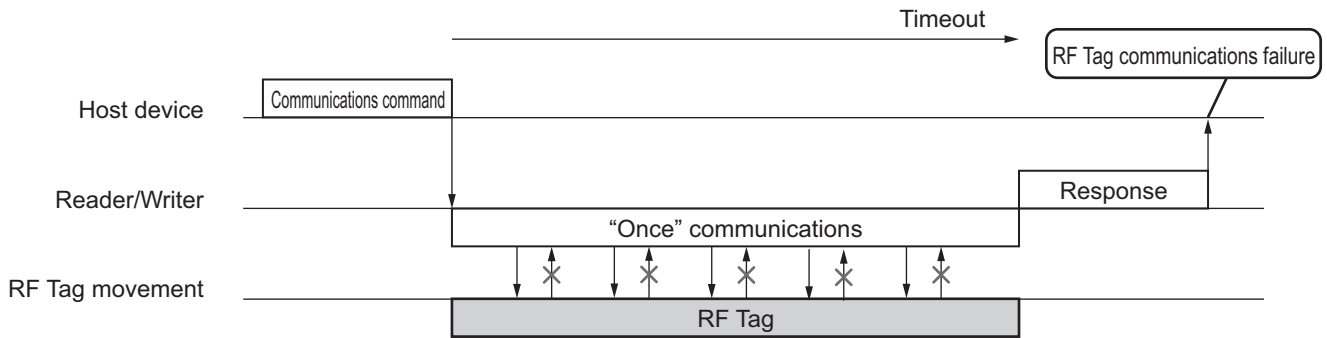 Timeout
RF Tag communications failure
Communications command
Host device
Reader/Writer
Response
“Once” communications
RF Tag movement
RF Tag